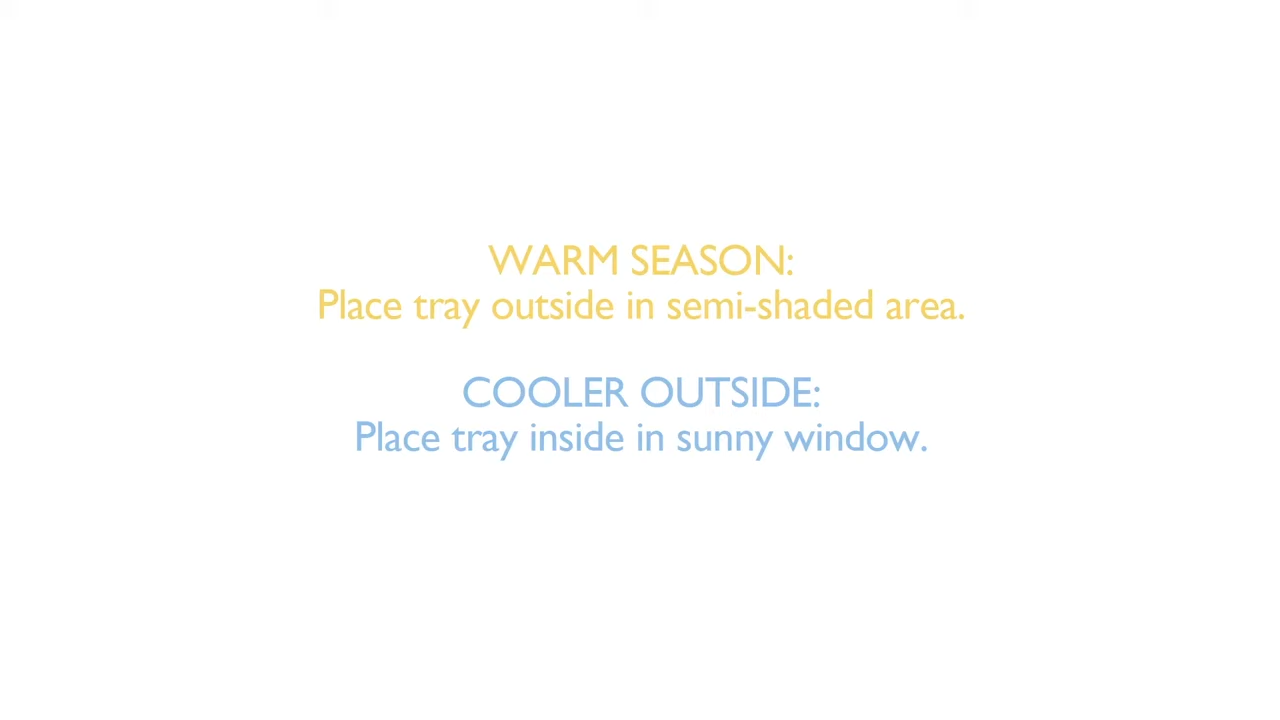 WARM SEASON:
Place tray outside in semi-shaded area.
COOLER OUTSIDE:
Place tray inside in sunny window.